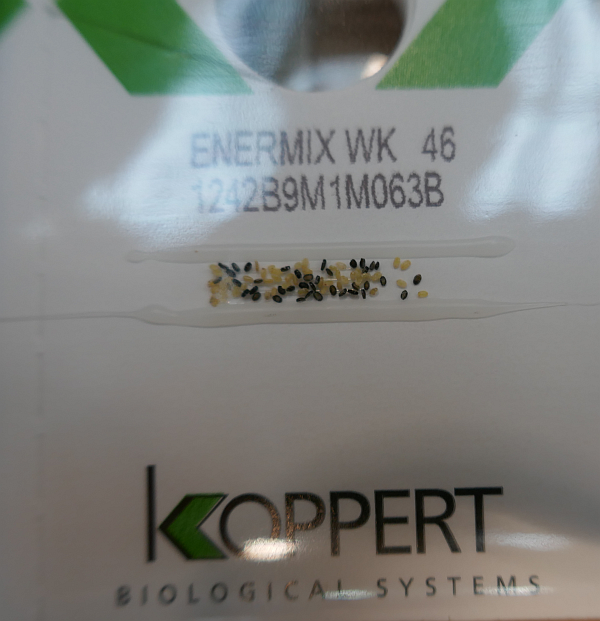 ENERMIX WK 46
1242B9M1M063B
KOPPERT
BIOLOGICAL SYSTEMS